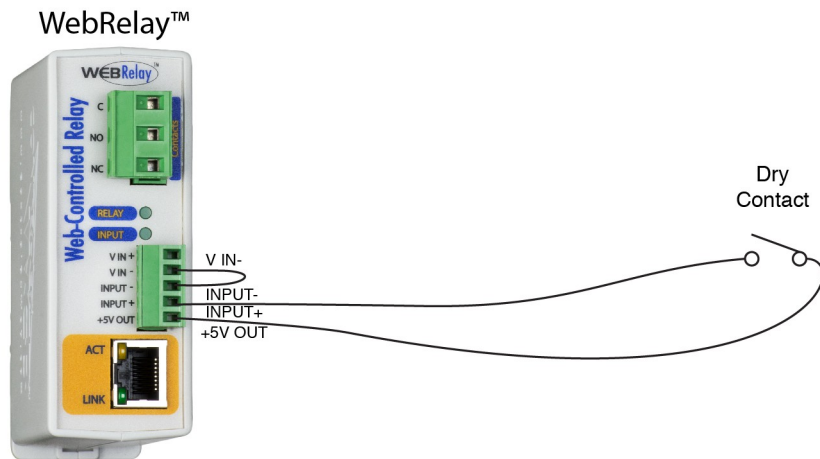 WebRelay™
WEBRelay™
Web-Controlled Relay
C
NO
NC
Contacts
RELAY
INPUT
V IN +
V IN -
INPUT -
INPUT +
+5V OUT
ACT
LINK
V IN-
INPUT-
INPUT+
+5V OUT
Dry
Contact